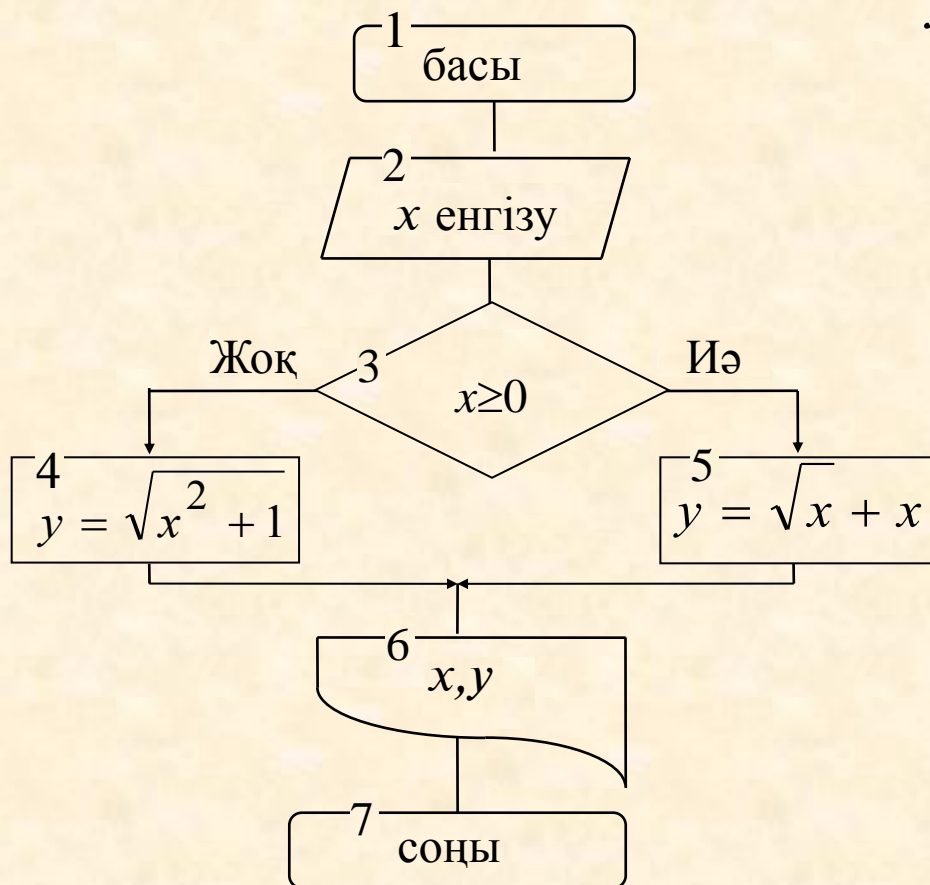 1
басы
2
x енгізу
Жоқ
3
x≥0
Иә
4
y = √x² + 1
5
y = √x + x
6
x,y
7
соңы